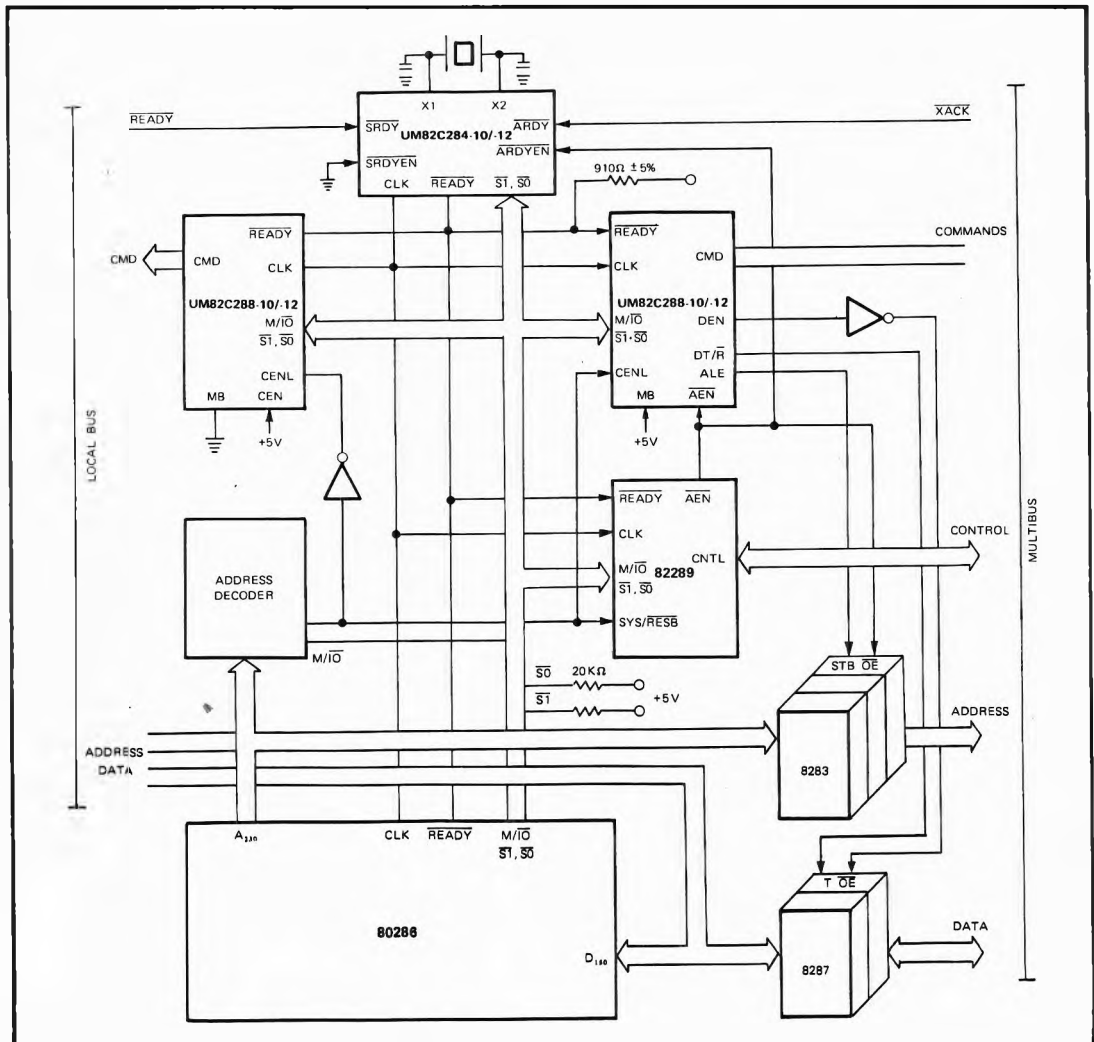 X1 X2
READY
SRDY
UM82C284-10/-12
ARDY
XACK
SRDYEN
ARDYEN
CLK READY S1, S0
910Ω ±5%
READY
CMD
CMD
CLK
UM82C288-10/-12
M/IO
S1, S0
CENL
MB CEN
+5V
READY
CMD
COMMANDS
CLK
UM82C288-10/-12
M/IO
S1·S0
DEN
DT/R
CENL
ALE
MB
AEN
+5V
LOCAL BUS
MULTIBUS
READY AEN
CLK
CNTL
CONTROL
M/IO
82289
S1, S0
SYS/RESB
ADDRESS
DECODER
M/IO
S0 20KΩ
S1 +5V
STB OE
ADDRESS
8283
ADDRESS
DATA
CLK READY M/IO
S1, S0
80286
T OE
DATA
8287